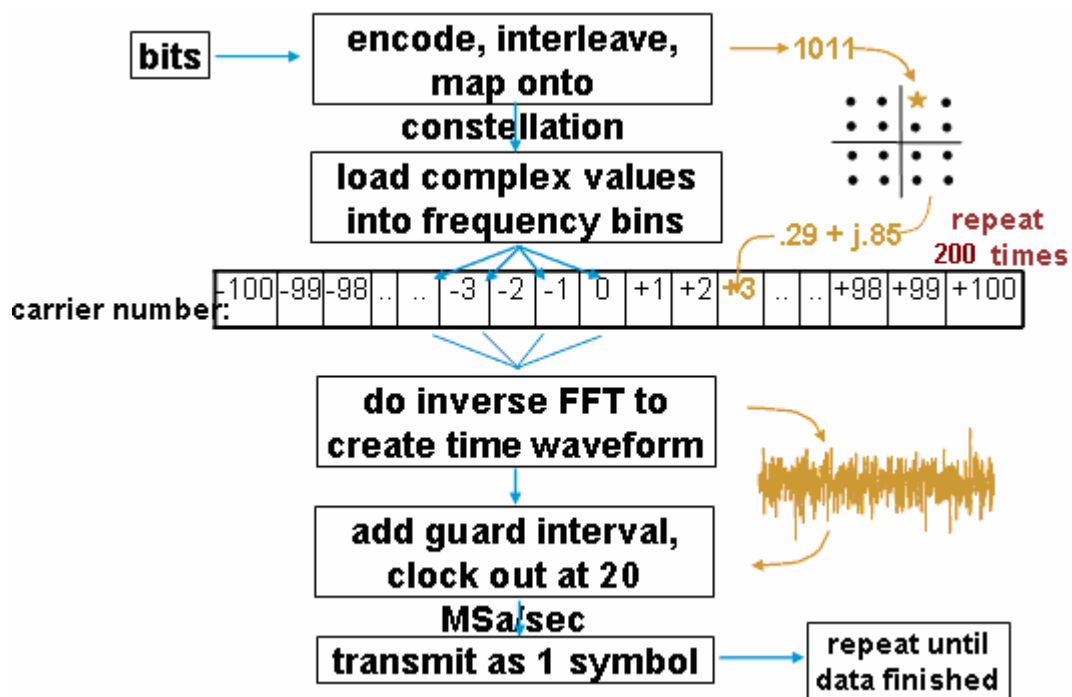 bits
encode, interleave,
map onto
constellation
1011
load complex values
into frequency bins
.29 + j.85
repeat
200 times
carrier number:
-100 -99 -98 .. .. -3 -2 -1 0 +1 +2 +3 .. .. +98 +99 +100
do inverse FFT to
create time waveform
add guard interval,
clock out at 20
MSa/sec
transmit as 1 symbol
repeat until
data finished